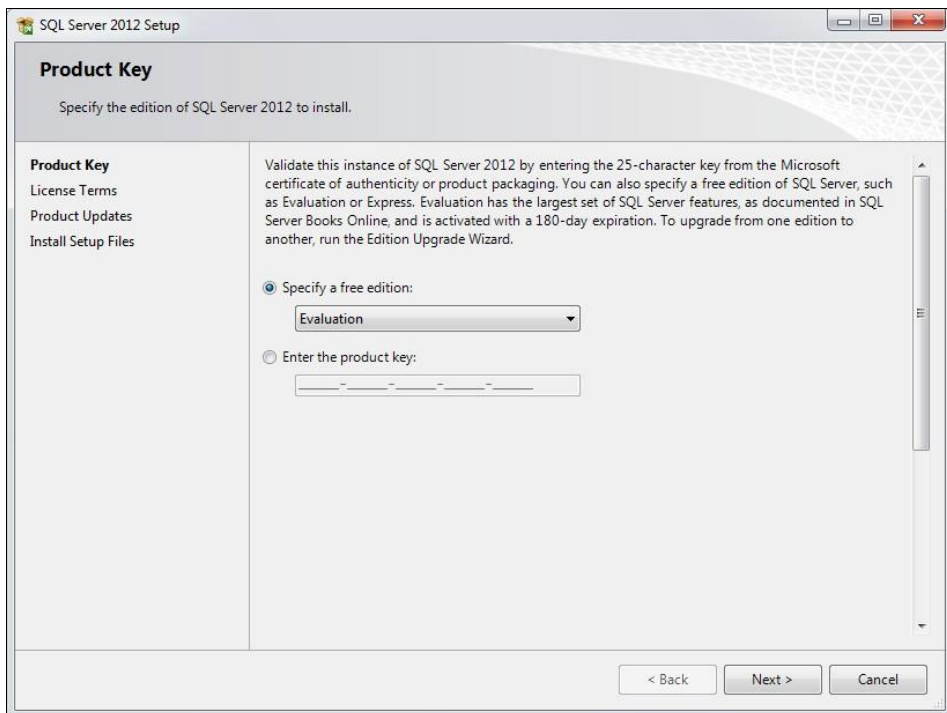 SQL Server 2012 Setup
Product Key
Specify the edition of SQL Server 2012 to install.
Product Key
License Terms
Product Updates
Install Setup Files
Validate this instance of SQL Server 2012 by entering the 25-character key from the Microsoft
certificate of authenticity or product packaging. You can also specify a free edition of SQL Server, such
as Evaluation or Express. Evaluation has the largest set of SQL Server features, as documented in SQL
Server Books Online, and is activated with a 180-day expiration. To upgrade from one edition to
another, run the Edition Upgrade Wizard.
Specify a free edition:
Evaluation
Enter the product key:
_____-_____-_____-_____-_____
< Back
Next >
Cancel